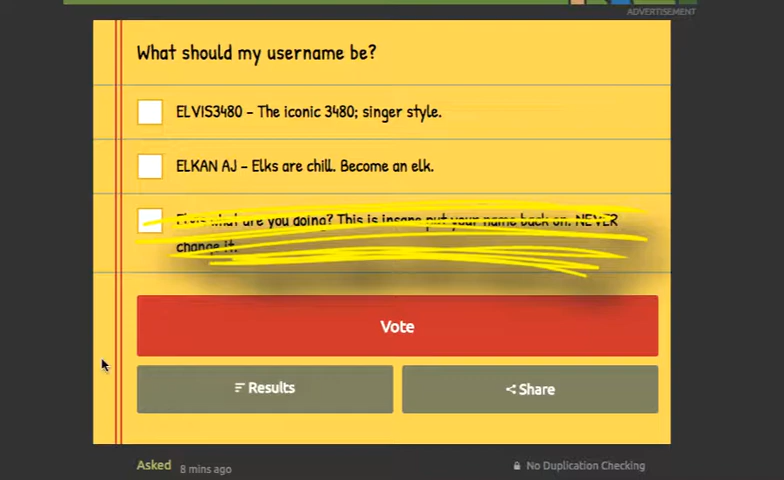 ADVERTISEMENT
What should my username be?
ELVIS3480 – The iconic 3480; singer style.
ELKAN AJ – Elks are chill. Become an elk.
Elvis what are you doing? This is insane put your name back on. NEVER
change it.
Vote
Results
Share
Asked 8 mins ago
No Duplication Checking